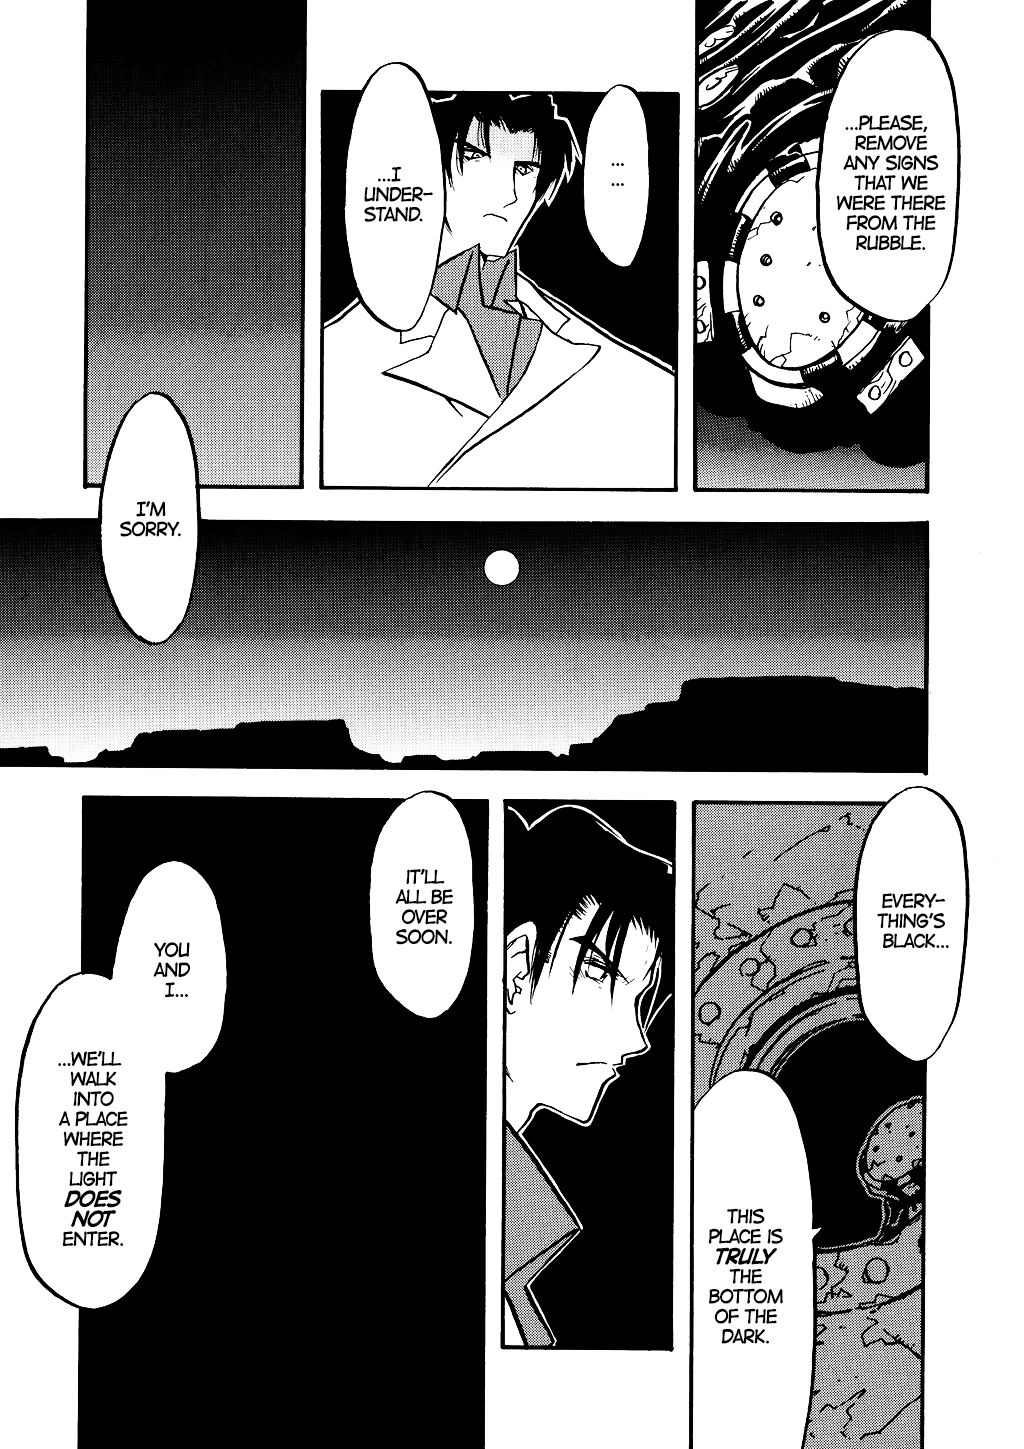 ...PLEASE,
REMOVE
ANY SIGNS
THAT WE
WERE THERE
FROM THE
RUBBLE.
...
...
...I
UNDER-
STAND.
I'M
SORRY.
EVERY-
THING'S
BLACK...
THIS
PLACE IS
TRULY
THE
BOTTOM
OF THE
DARK.
IT'LL
ALL BE
OVER
SOON.
YOU
AND
I...
...WE'LL
WALK
INTO
A PLACE
WHERE
THE
LIGHT
DOES
NOT
ENTER.